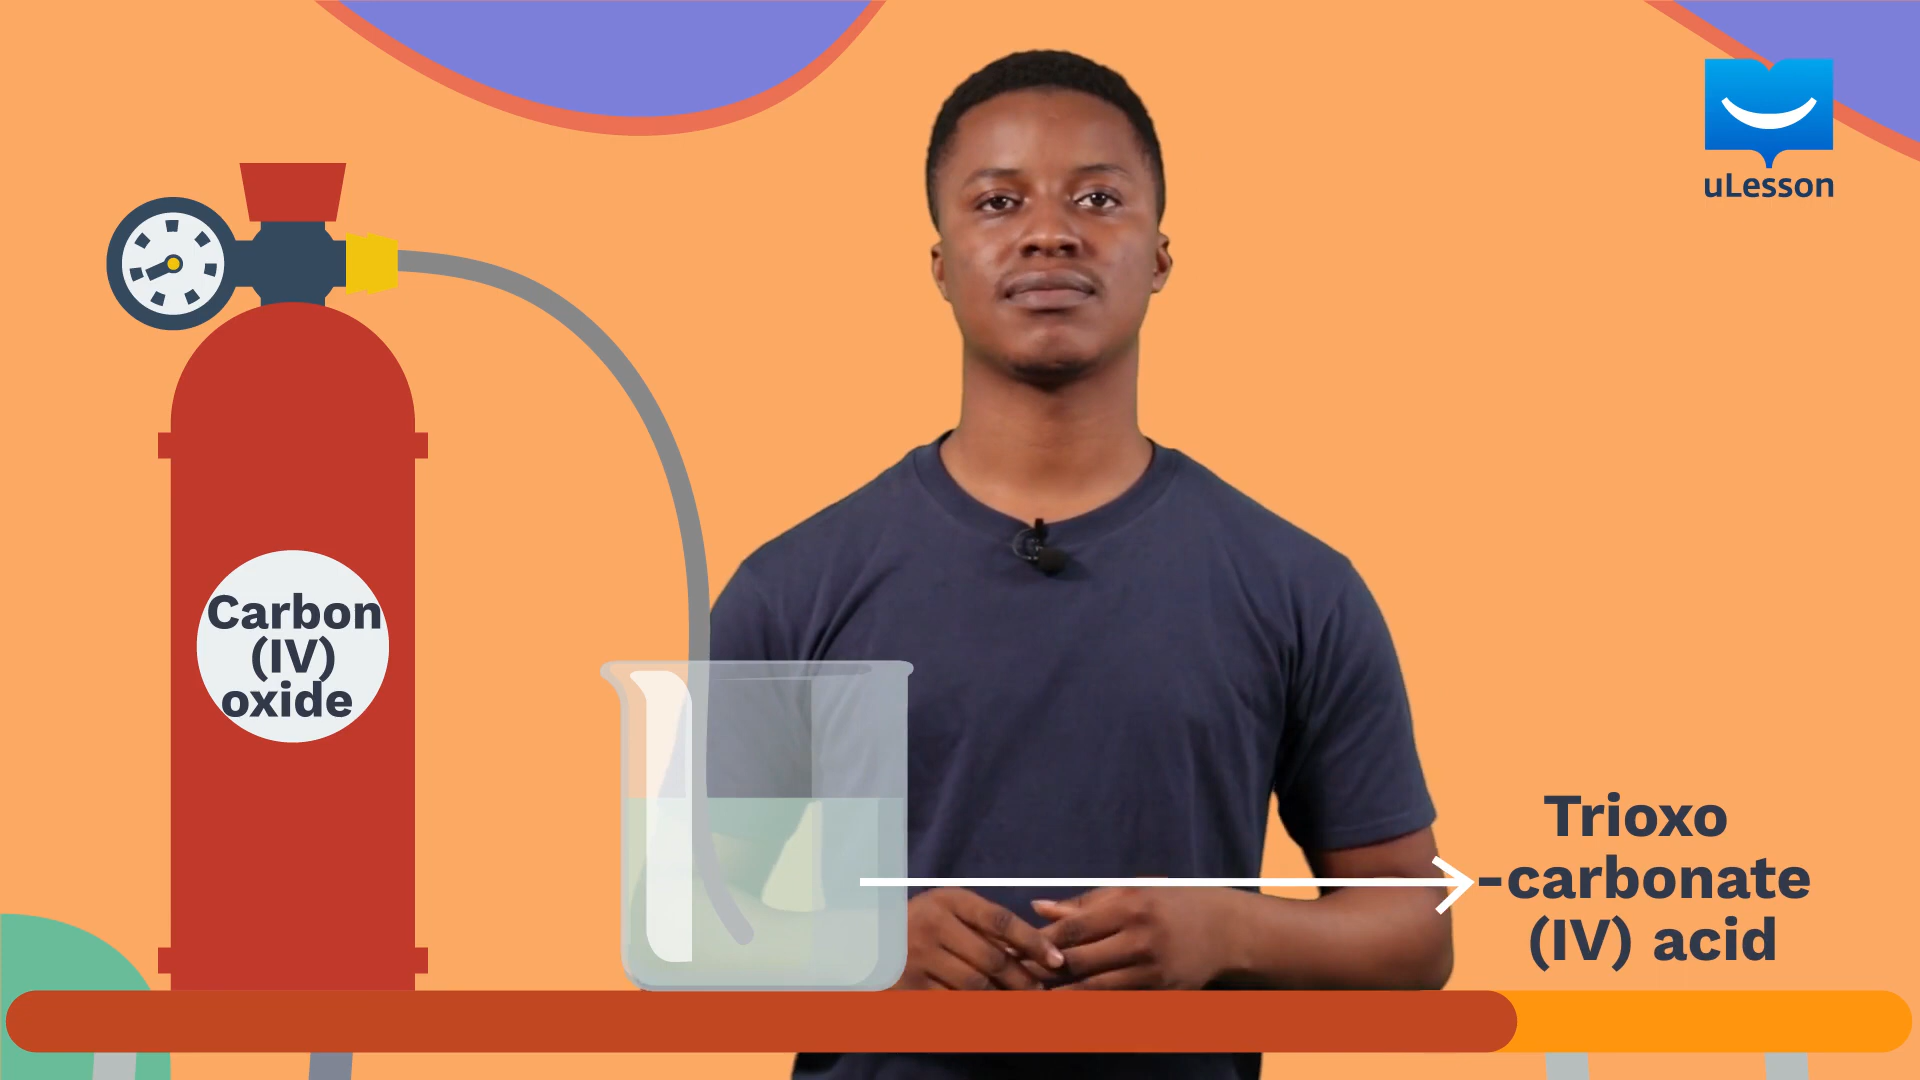 uLesson
Carbon
(IV)
oxide
Trioxo
-carbonate
(IV) acid